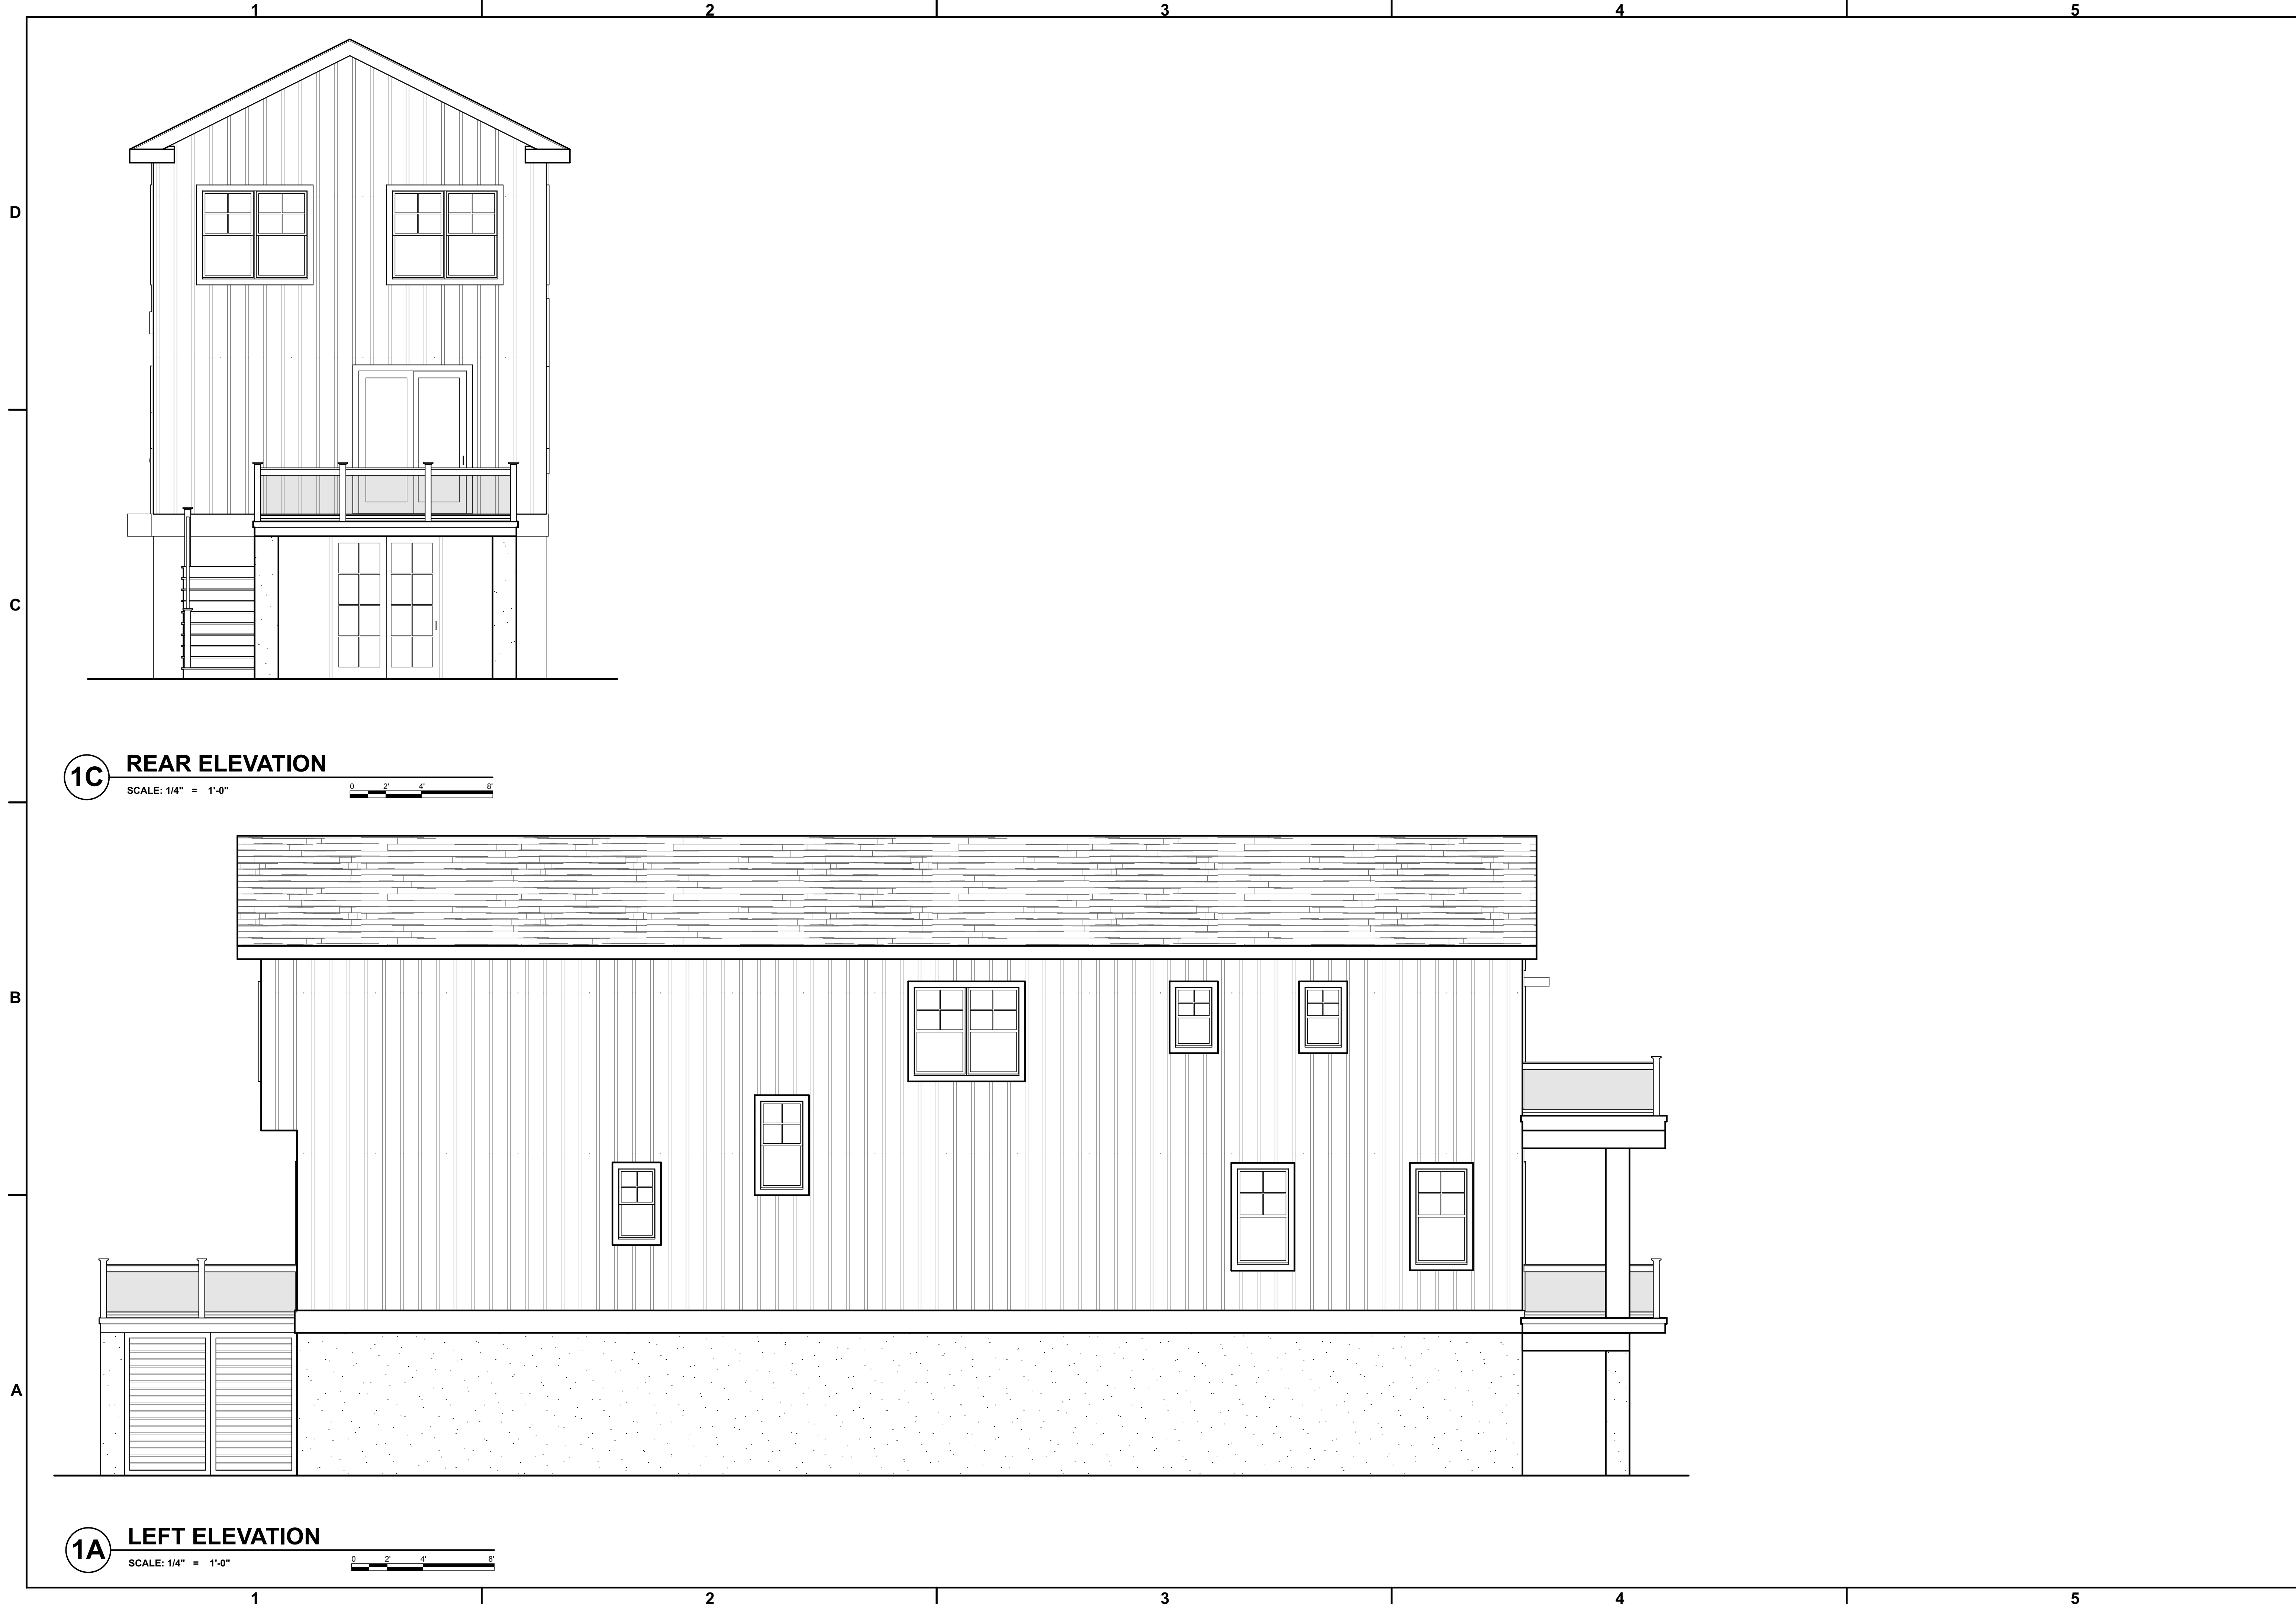 1 2 3 4 5
D
C
1C REAR ELEVATION
SCALE: 1/4" = 1'-0"
0 2' 4' 8'
B
A
1A LEFT ELEVATION
SCALE: 1/4" = 1'-0"
0 2' 4' 8'
1 2 3 4 5